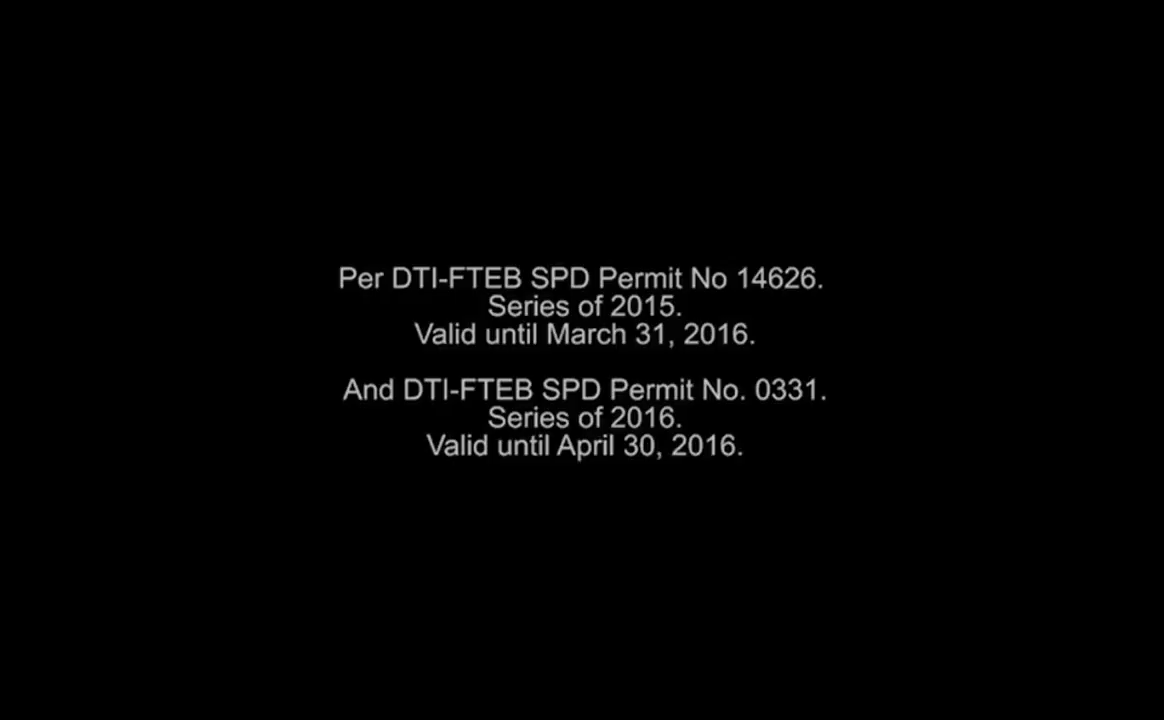 Per DTI-FTEB SPD Permit No 14626.
Series of 2015.
Valid until March 31, 2016.
And DTI-FTEB SPD Permit No. 0331.
Series of 2016.
Valid until April 30, 2016.